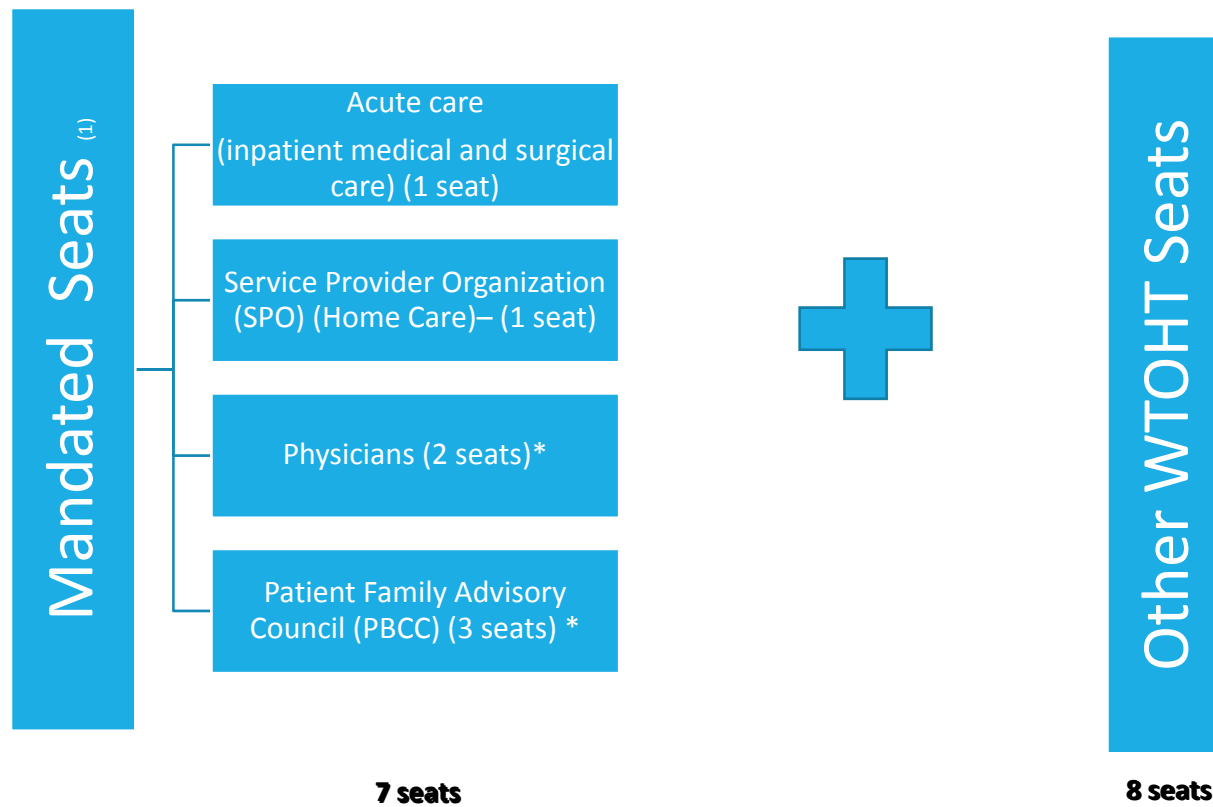 Mandated Seats (1)
Acute care
(inpatient medical and surgical
care) (1 seat)
Service Provider Organization
(SPO) (Home Care)– (1 seat)
Physicians (2 seats)*
Patient Family Advisory
Council (PBCC) (3 seats) *
7 seats
Other WTOHT Seats
8 seats